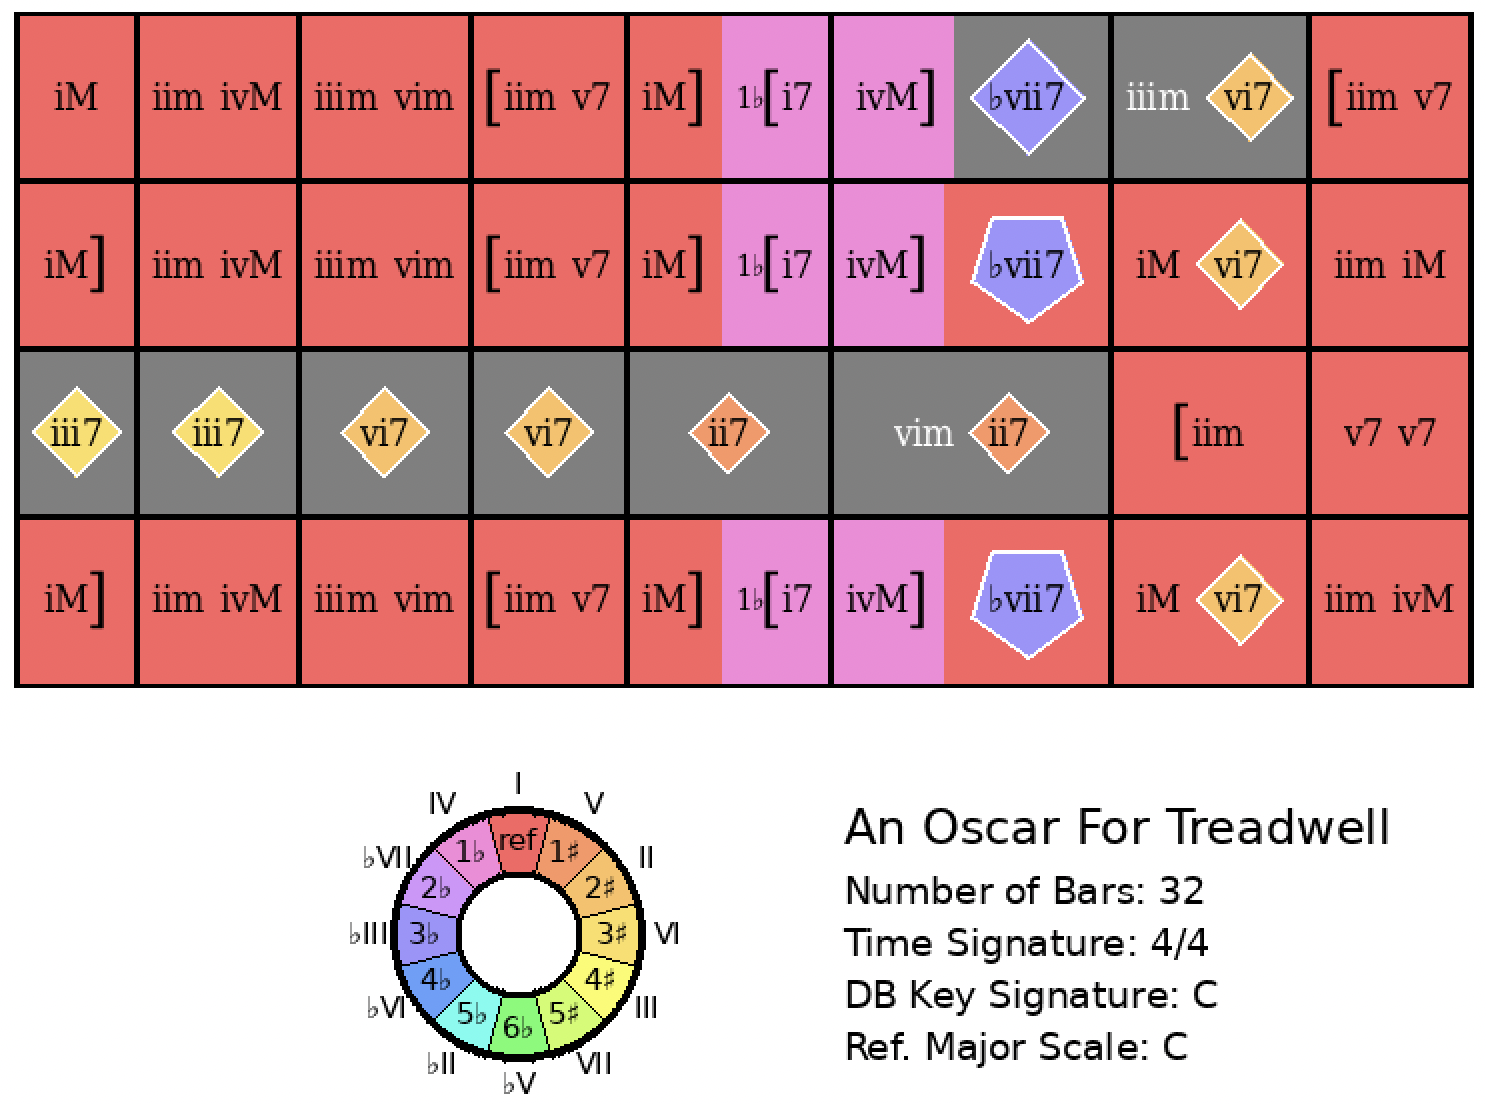 iM iim ivM iiim vim [iim v7 iM] 1♭[i7 ivM] ♭vii7 iiim vi7 [iim v7
iM] iim ivM iiim vim [iim v7 iM] 1♭[i7 ivM] ♭vii7 iM vi7 iim iM
iii7 iii7 vi7 vi7 ii7 vim ii7 [iim v7 v7
iM] iim ivM iiim vim [iim v7 iM] 1♭[i7 ivM] ♭vii7 iM vi7 iim ivM
I
IV V
ref
1♭ 1♯
♭VII II
2♭ 2♯
♭III 3♭ 3♯ VI
4♭ 4♯
♭VI III
5♭ 6♭ 5♯
♭II VII
♭V
An Oscar For Treadwell
Number of Bars: 32
Time Signature: 4/4
DB Key Signature: C
Ref. Major Scale: C